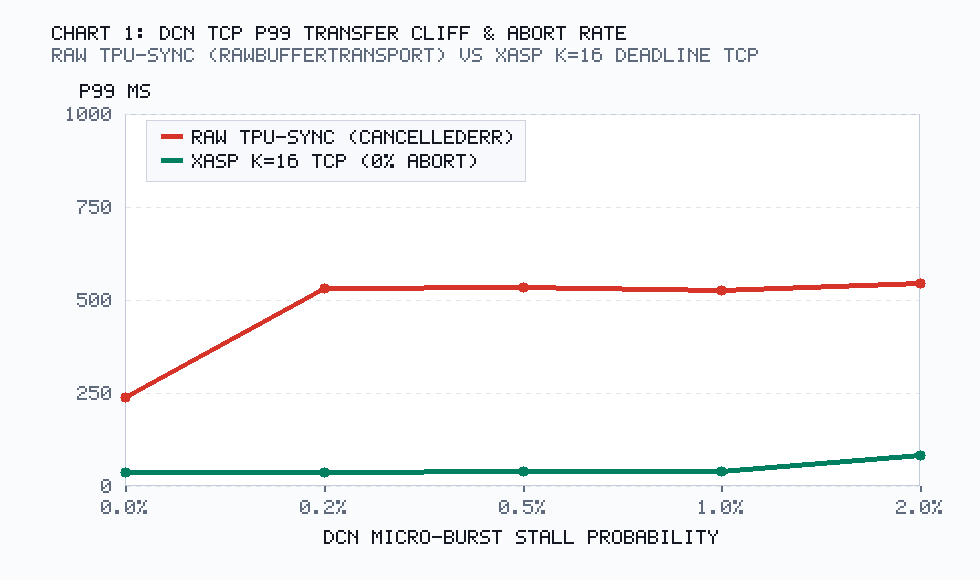 CHART 1: DCN TCP P99 TRANSFER CLIFF & ABORT RATE
RAW TPU-SYNC (RAWBUFFERTRANSPORT) VS XASP K=16 DEADLINE TCP
P99 MS
1000
RAW TPU-SYNC (CANCELLEDERR)
XASP K=16 TCP (0% ABORT)
750
500
250
0
0.0% 0.2% 0.5% 1.0% 2.0%
DCN MICRO-BURST STALL PROBABILITY